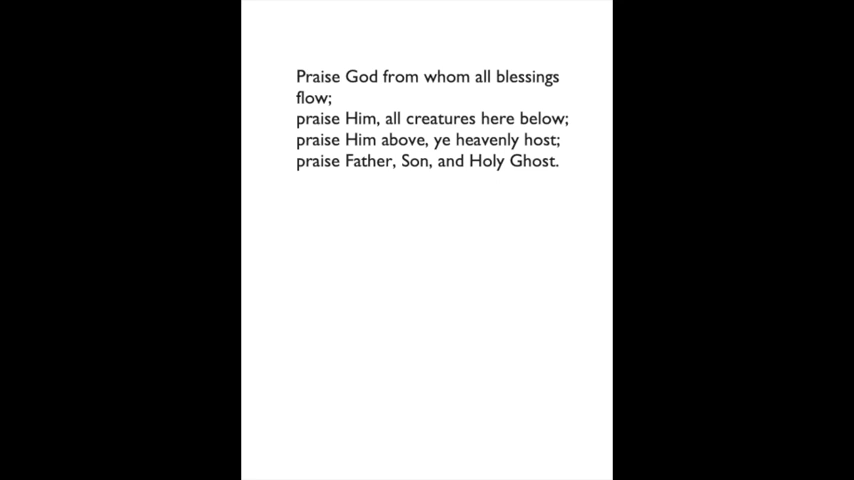 Praise God from whom all blessings
flow;
praise Him, all creatures here below;
praise Him above, ye heavenly host;
praise Father, Son, and Holy Ghost.